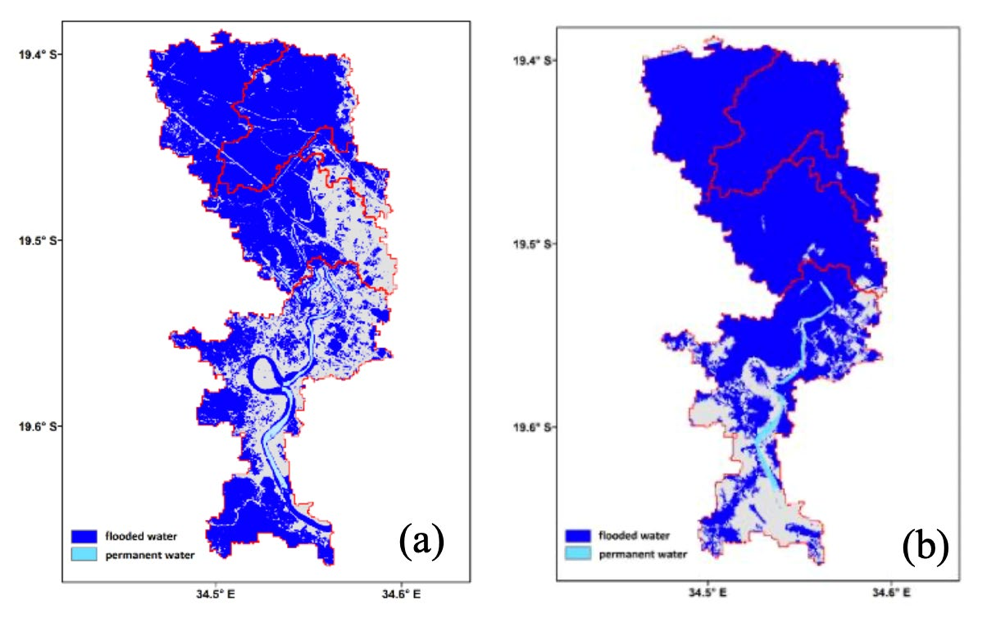 19.4° S
19.5° S
19.6° S
flooded water
permanent water
(a)
34.5° E 34.6° E
19.4° S
19.5° S
19.6° S
flooded water
permanent water
(b)
34.5° E 34.6° E